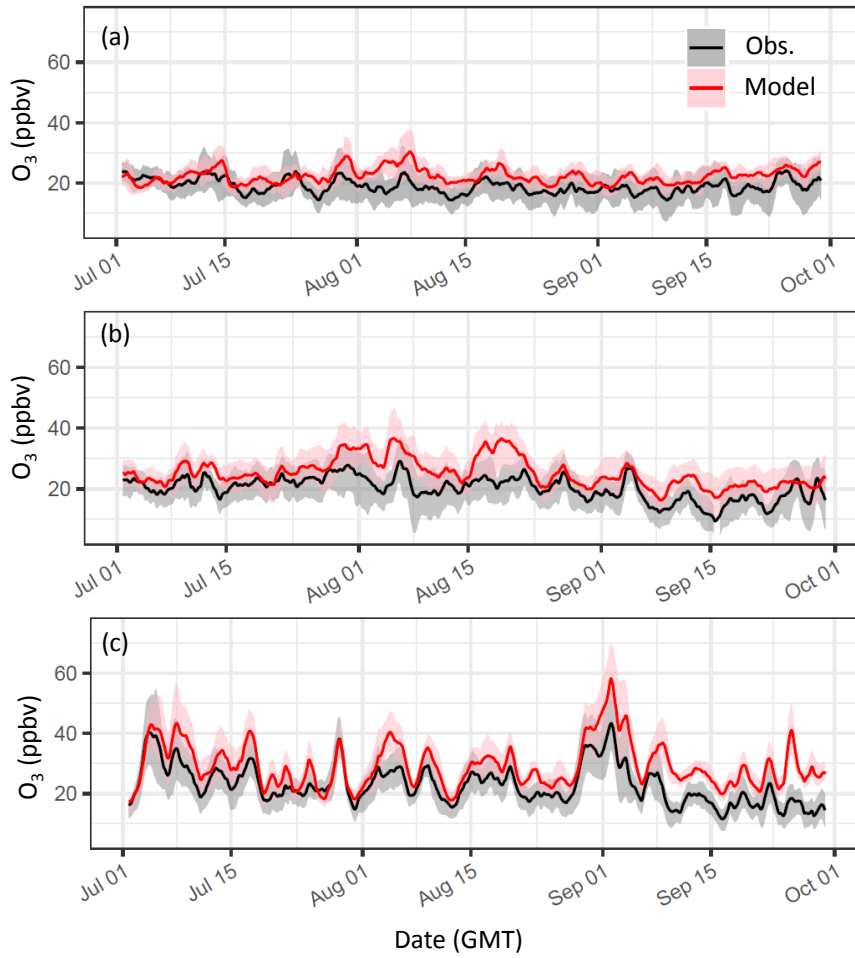 (a)
Obs.
Model
O3 (ppbv)
60
40
20
Jul 01
Jul 15
Aug 01
Aug 15
Sep 01
Sep 15
Oct 01
(b)
O3 (ppbv)
60
40
20
Jul 01
Jul 15
Aug 01
Aug 15
Sep 01
Sep 15
Oct 01
(c)
O3 (ppbv)
60
40
20
Jul 01
Jul 15
Aug 01
Aug 15
Sep 01
Sep 15
Oct 01
Date (GMT)